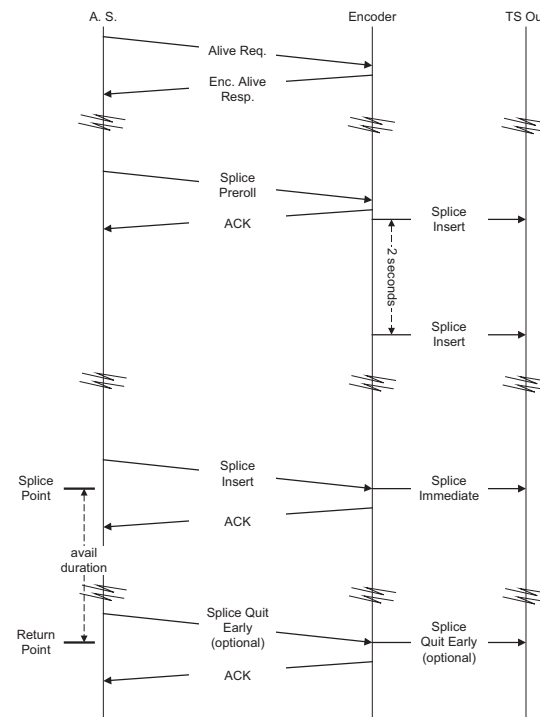 A. S.
Encoder
TS Ou
Alive Req.
Enc. Alive
Resp.
Splice
Preroll
ACK
Splice
Insert
2 seconds
Splice
Insert
Splice
Insert
Splice
Point
Splice
Immediate
ACK
avail
duration
Splice Quit
Early
(optional)
Return
Point
Splice
Quit Early
(optional)
ACK